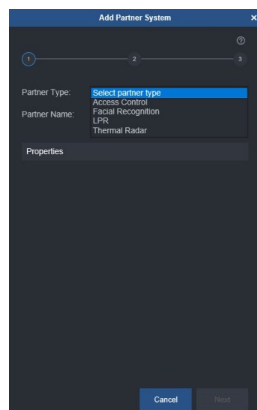 Add Partner System ×
?
1 2 3
Partner Type: Select partner type
Access Control
Partner Name: Facial Recognition
LPR
Thermal Radar
Properties
Cancel Next